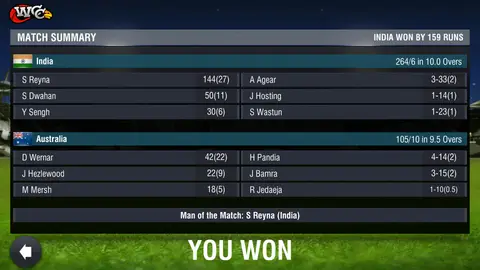 WCC
MATCH SUMMARY INDIA WON BY 159 RUNS
India 264/6 in 10.0 Overs
S Reyna 144(27) A Agear 3-33(2)
S Dwahan 50(11) J Hosting 1-14(1)
Y Sengh 30(6) S Wastun 1-23(1)
Australia 105/10 in 9.5 Overs
D Wernar 42(22) H Pandia 4-14(2)
J Hezlewood 22(9) J Bamra 3-15(2)
M Mersh 18(5) R Jedaeja 1-10(0.5)
Man of the Match: S Reyna (India)
YOU WON